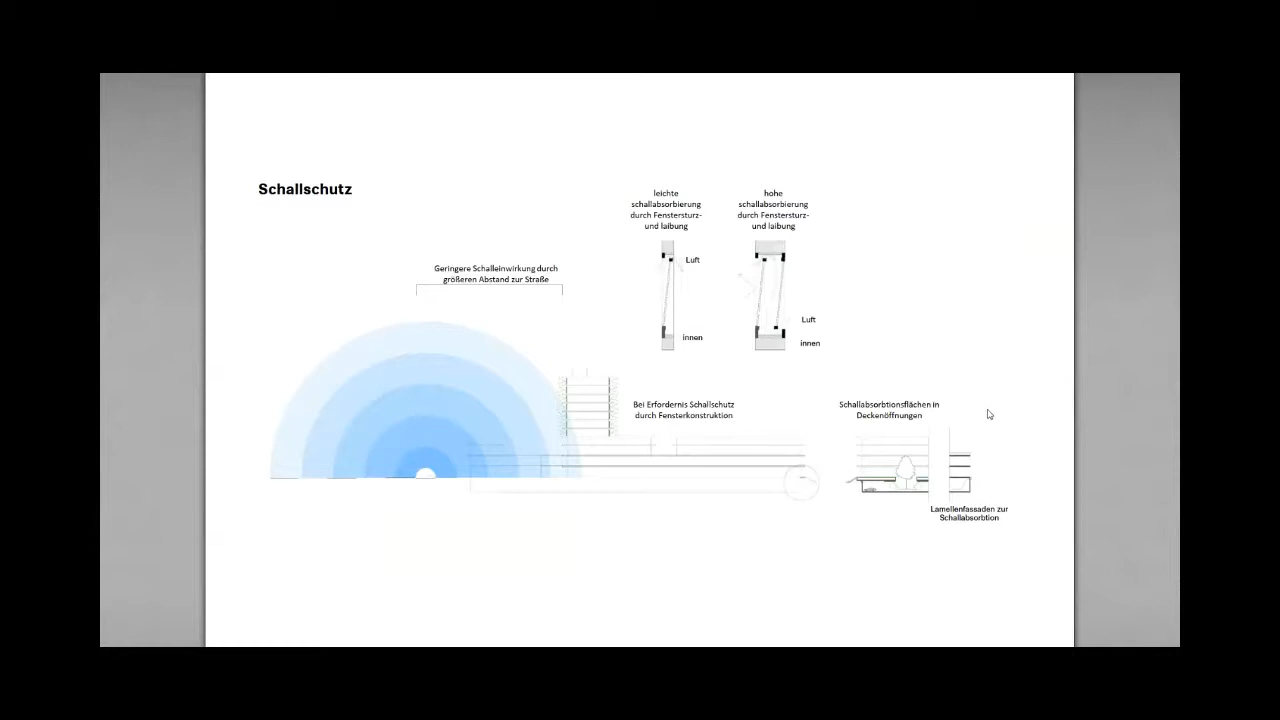 Schallschutz
leichte
schallabsorbierung
durch Fenstersturz-
und laibung
hohe
schallabsorbierung
durch Fenstersturz-
und laibung
Luft
innen
Luft
innen
Geringere Schalleinwirkung durch
größeren Abstand zur Straße
Bei Erfordernis Schallschutz
durch Fensterkonstruktion
Schallabsorbtionsflächen in
Deckenöffnungen
Lamellenfassaden zur
Schallabsorbtion